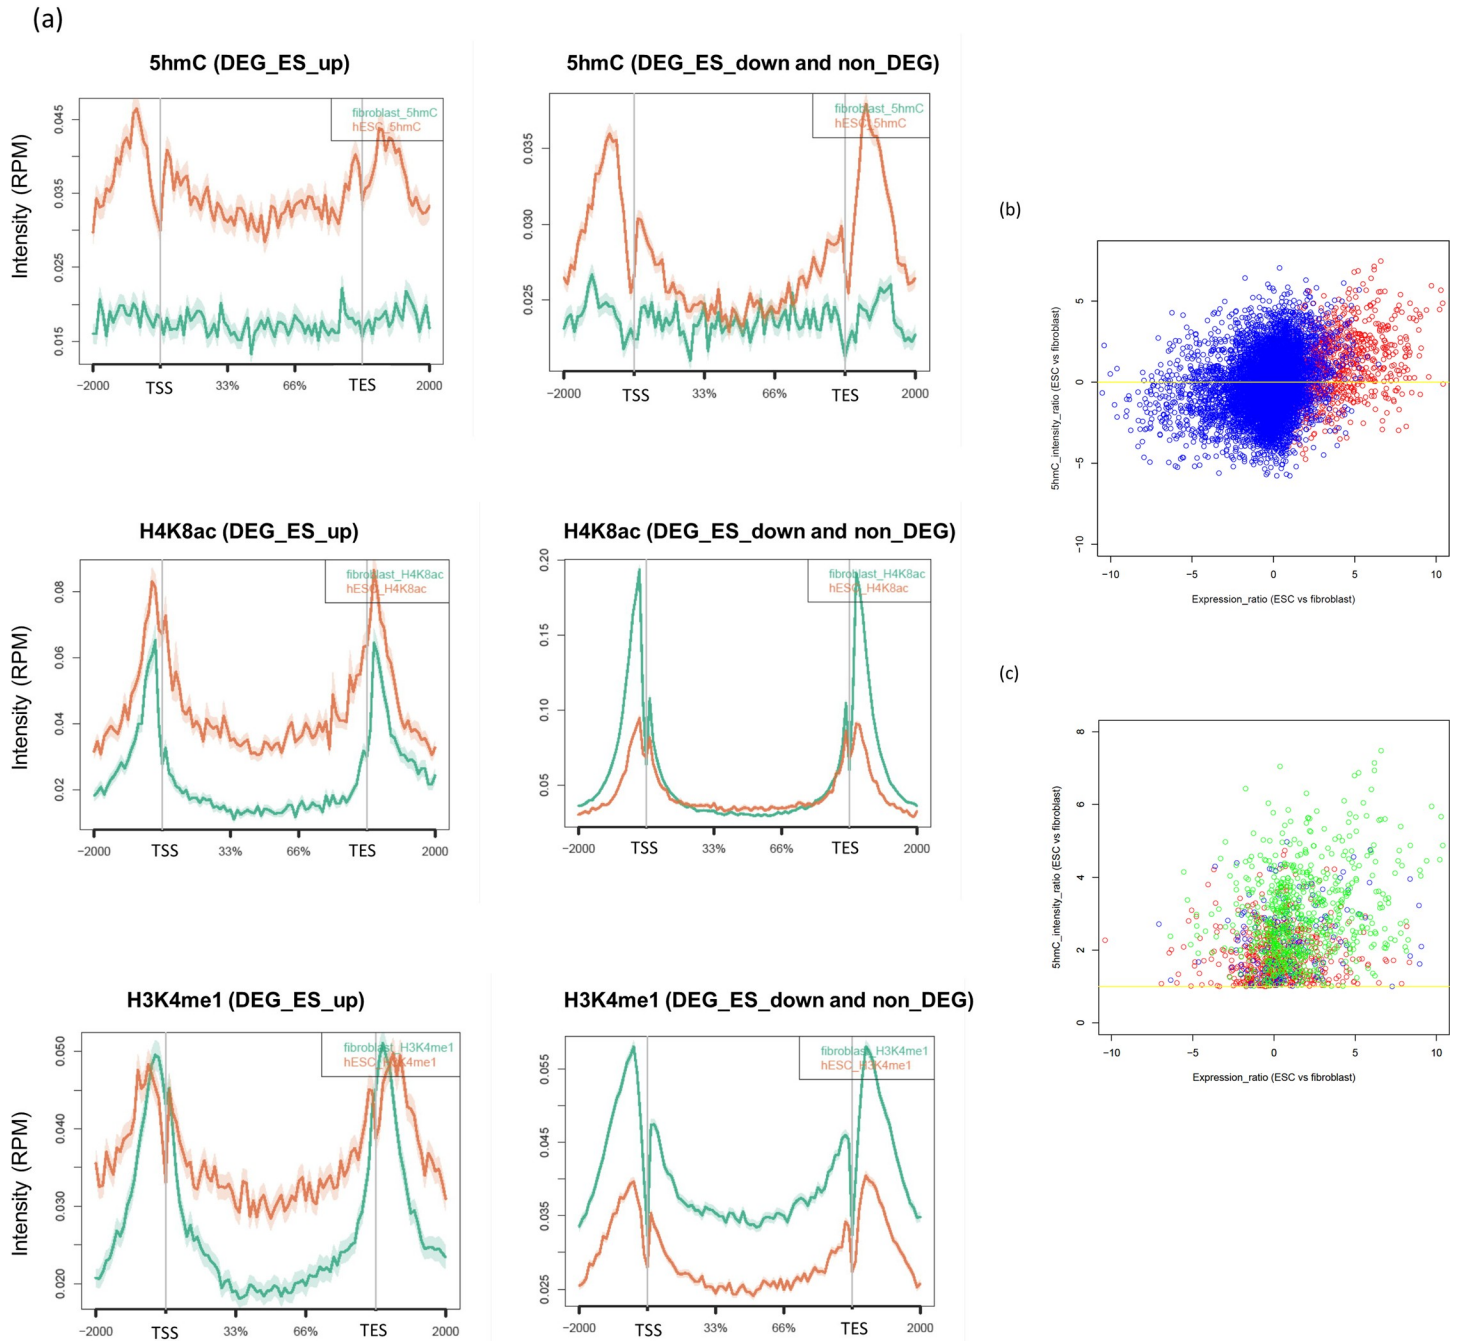 (a)
5hmC (DEG_ES_up)
Intensity (RPM)
0.045
0.035
0.025
0.015
fibroblast_5hmC
hESC_5hmC
−2000 TSS 33% 66% TES 2000
5hmC (DEG_ES_down and non_DEG)
0.035
0.030
0.025
fibroblast_5hmC
hESC_5hmC
−2000 TSS 33% 66% TES 2000
(b)
5hmC_intensity_ratio (ESC vs fibroblast)
5
0
−5
−10
−10 −5 0 5 10
Expression_ratio (ESC vs fibroblast)
H4K8ac (DEG_ES_up)
Intensity (RPM)
0.08
0.06
0.04
0.02
fibroblast_H4K8ac
hESC_H4K8ac
−2000 TSS 33% 66% TES 2000
H4K8ac (DEG_ES_down and non_DEG)
0.20
0.15
0.10
0.05
fibroblast_H4K8ac
hESC_H4K8ac
−2000 TSS 33% 66% TES 2000
(c)
5hmC_intensity_ratio (ESC vs fibroblast)
8
6
4
2
0
−10 −5 0 5 10
Expression_ratio (ESC vs fibroblast)
H3K4me1 (DEG_ES_up)
Intensity (RPM)
0.050
0.040
0.030
0.020
fibroblast_H3K4me1
hESC_H3K4me1
−2000 TSS 33% 66% TES 2000
H3K4me1 (DEG_ES_down and non_DEG)
0.055
0.045
0.035
0.025
fibroblast_H3K4me1
hESC_H3K4me1
−2000 TSS 33% 66% TES 2000